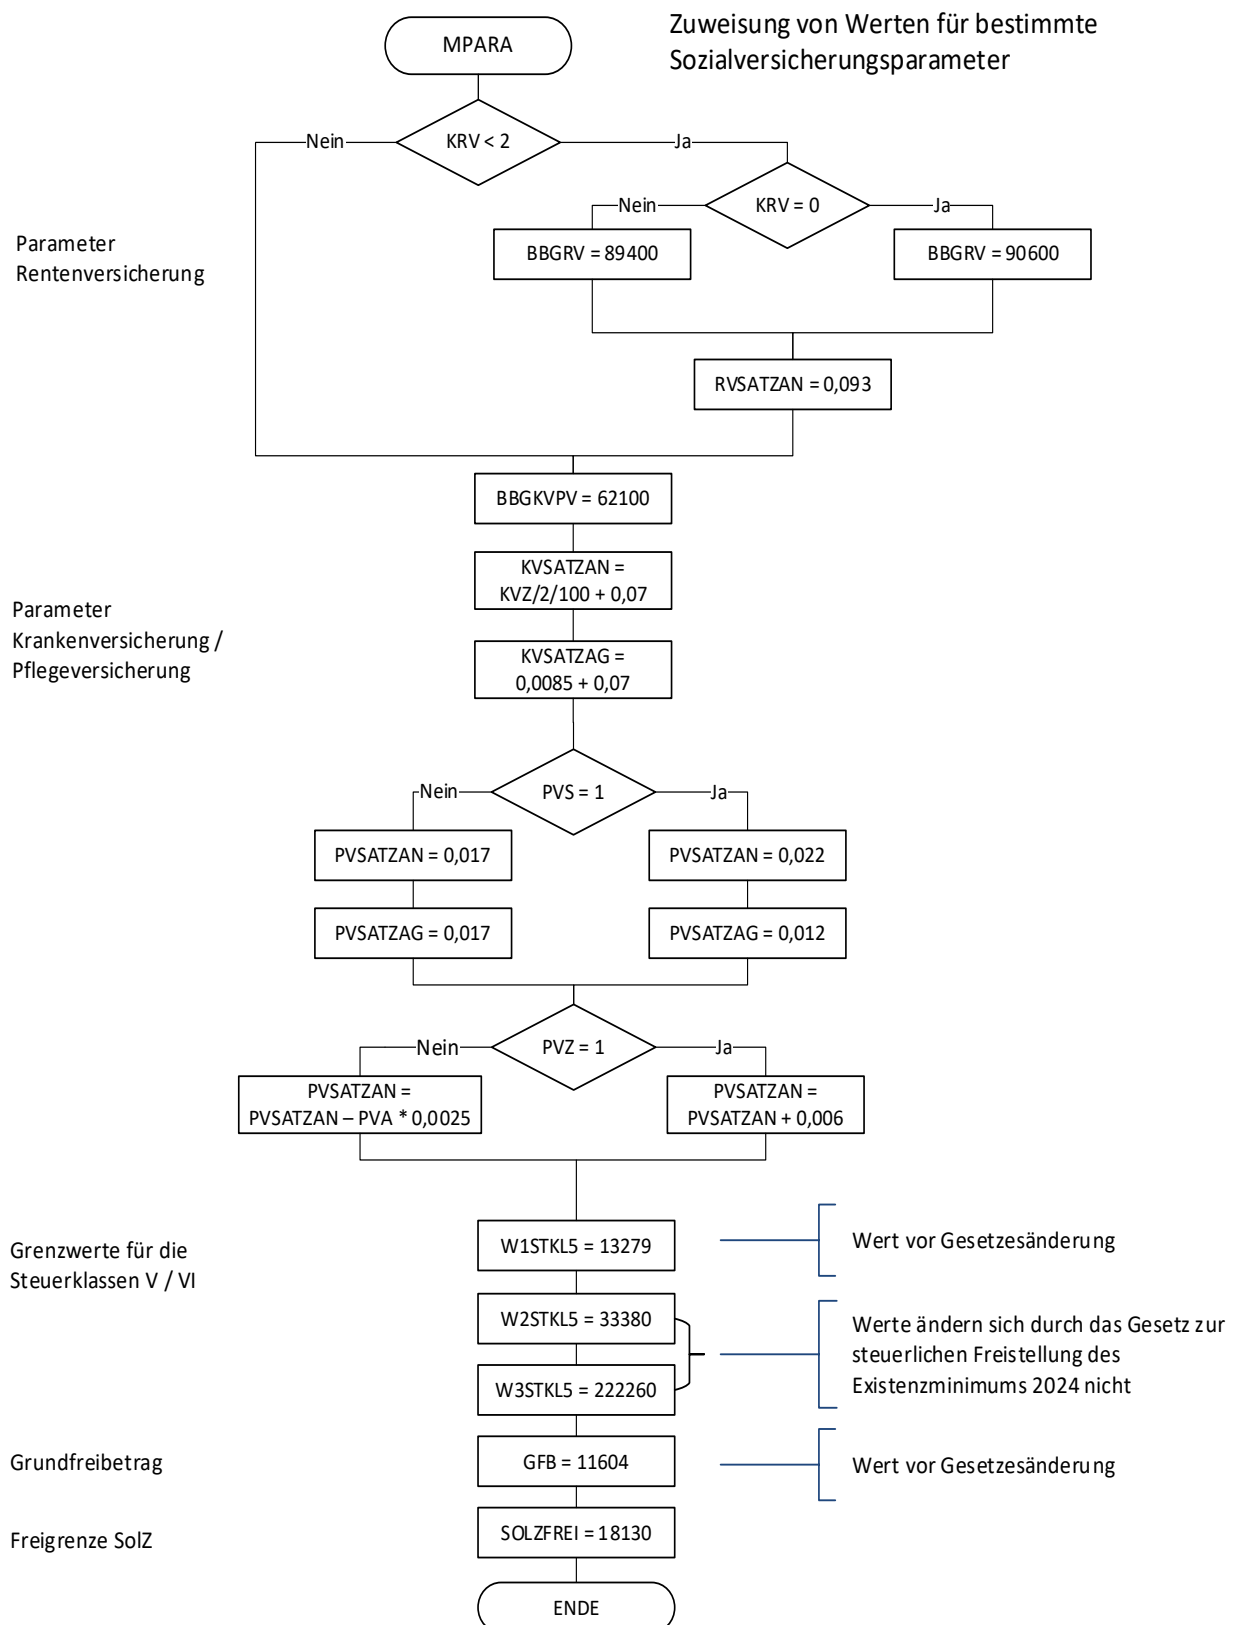 Zuweisung von Werten für bestimmte
Sozialversicherungsparameter
MPARA
KRV < 2
Nein
Ja
KRV = 0
Nein
Ja
Parameter
Rentenversicherung
BBGRV = 89400
BBGRV = 90600
RVSATZAN = 0,093
BBGKVPV = 62100
KVSATZAN =
KVZ/2/100 + 0,07
Parameter
Krankenversicherung /
Pflegeversicherung
KVSATZAG =
0,0085 + 0,07
PVS = 1
Nein
Ja
PVSATZAN = 0,017
PVSATZAN = 0,022
PVSATZAG = 0,017
PVSATZAG = 0,012
PVZ = 1
Nein
Ja
PVSATZAN =
PVSATZAN – PVA * 0,0025
PVSATZAN =
PVSATZAN + 0,006
Grenzwerte für die
Steuerklassen V / VI
W1STKL5 = 13279
Wert vor Gesetzesänderung
W2STKL5 = 33380
W3STKL5 = 222260
Werte ändern sich durch das Gesetz zur
steuerlichen Freistellung des
Existenzminimums 2024 nicht
Grundfreibetrag
GFB = 11604
Wert vor Gesetzesänderung
Freigrenze SolZ
SOLZFREI = 18130
ENDE